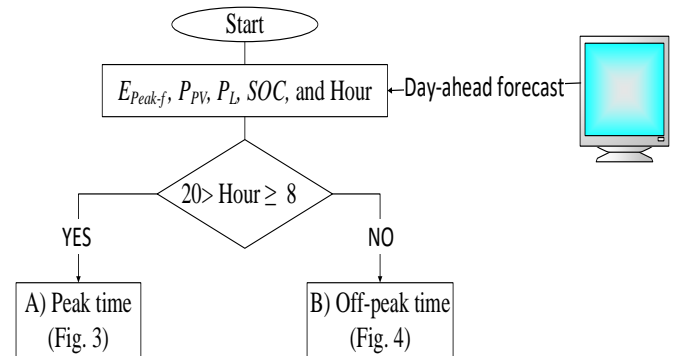 Start
E_Peak-f, P_PV, P_L, SOC, and Hour
Day-ahead forecast
20> Hour ≥ 8
YES
NO
A) Peak time
(Fig. 3)
B) Off-peak time
(Fig. 4)